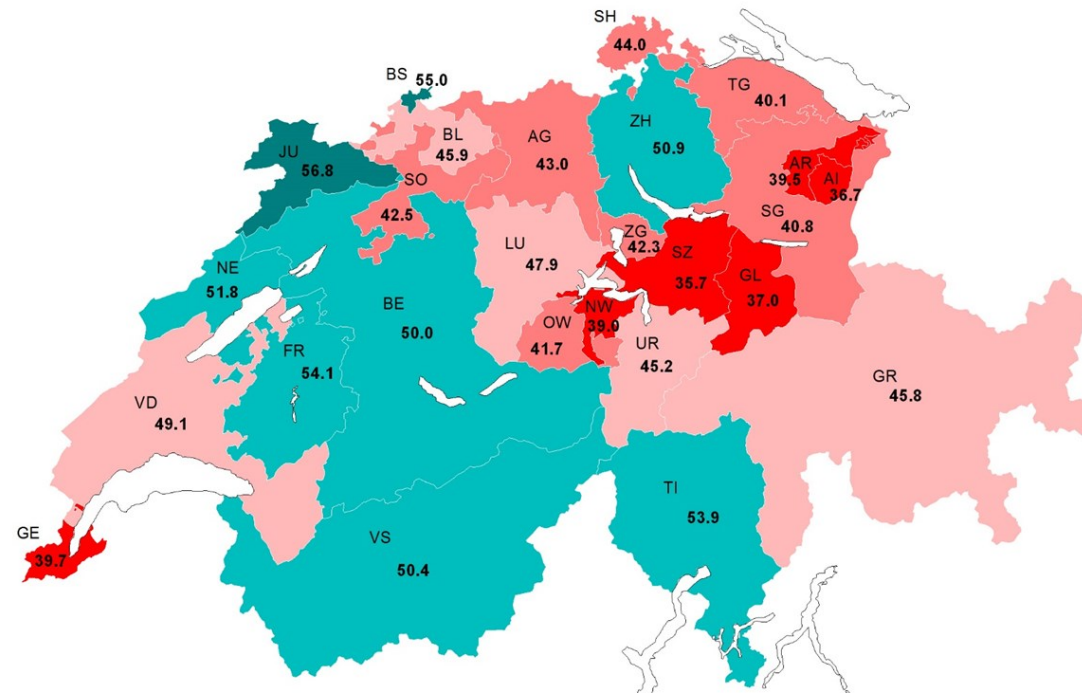 SH
44.0
BS 55.0
TG
40.1
ZH
50.9
BL
45.9
AG
43.0
JU
56.8
AR
39.5
AI
36.7
SO
42.5
SG
40.8
ZG
42.3
LU
47.9
SZ
35.7
NE
51.8
GL
37.0
BE
50.0
NW
39.0
OW
41.7
UR
45.2
FR
54.1
GR
45.8
VD
49.1
TI
53.9
GE
39.7
VS
50.4